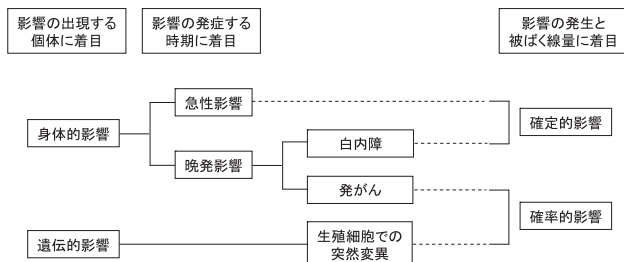 影響の出現する
個体に着目
影響の発症する
時期に着目
影響の発生と
被ばく線量に着目
急性影響
身体的影響
確定的影響
白内障
晩発影響
発がん
確率的影響
遺伝的影響
生殖細胞での
突然変異